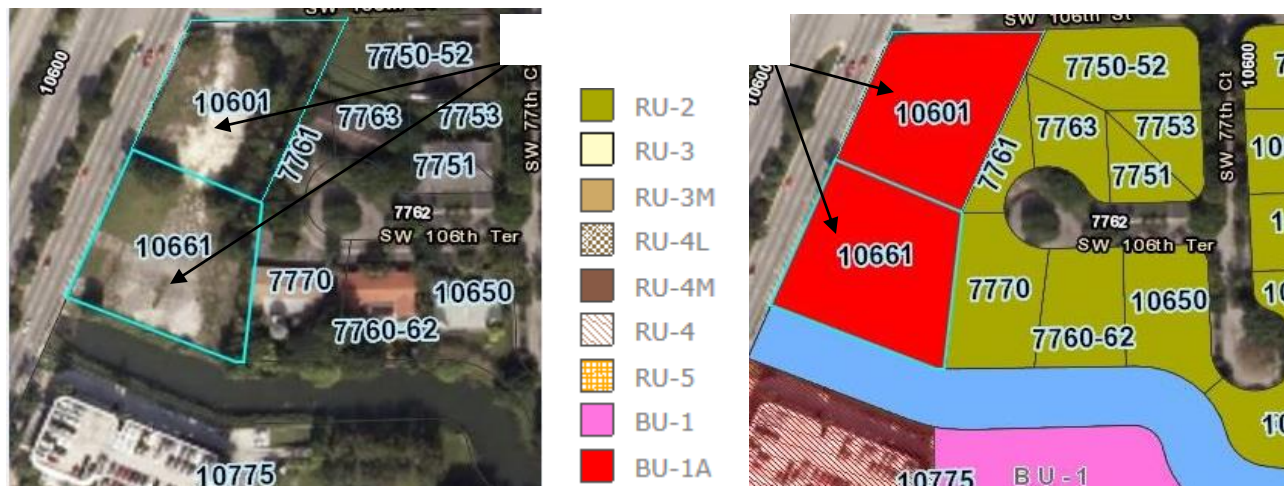 10600
7750-52
10601
7763
7753
7761
7751
SW 77th C
7762
SW 106th Ter
10661
7770
10650
7760-62
10775
RU-2
RU-3
RU-3M
RU-4L
RU-4M
RU-4
RU-5
BU-1
BU-1A
SW 106th St
10600
7750-52
10601
7763
7753
7761
7751
SW 77th Ct
10600
7762
SW 106th Ter
10661
7770
10650
7760-62
10775
BU-1